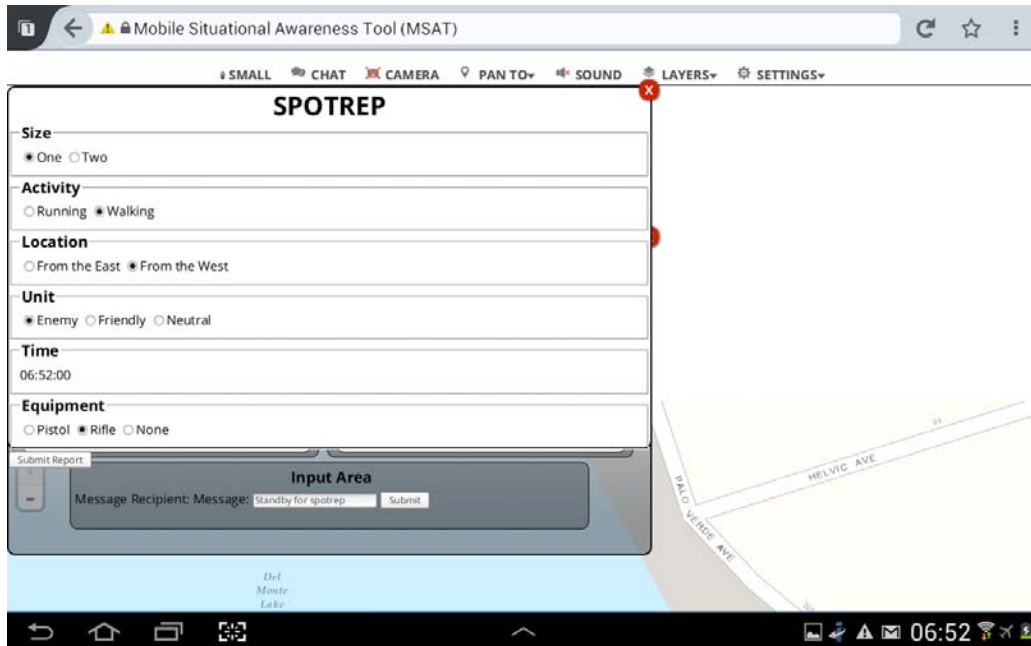 Mobile Situational Awareness Tool (MSAT)
SMALL CHAT CAMERA PAN TO SOUND LAYERS SETTINGS
X
SPOTREP
Size
One Two
Activity
Running Walking
Location
From the East From the West
Unit
Enemy Friendly Neutral
Time
06:52:00
Equipment
Pistol Rifle None
Submit Report
Input Area
Message Recipient: Message: Standby for spotrep Submit
HELVIC AVE
PALO VERDE AVE
Del
Monte
Lake
06:52